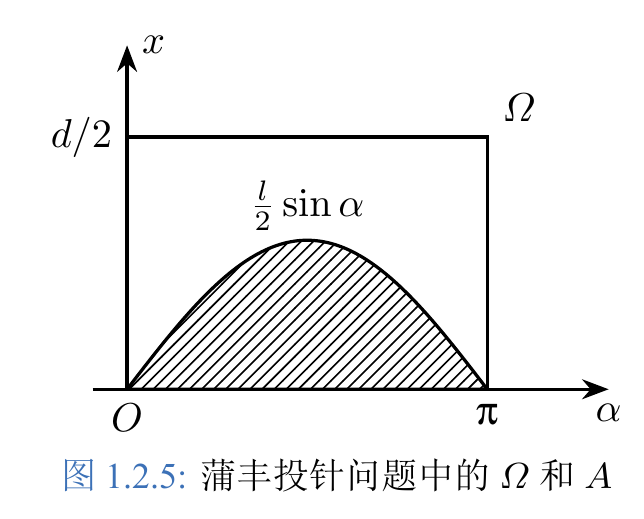 x
d/2
Ω
l/2 sin α
O
π
α
图 1.2.5: 蒲丰投针问题中的 Ω 和 A